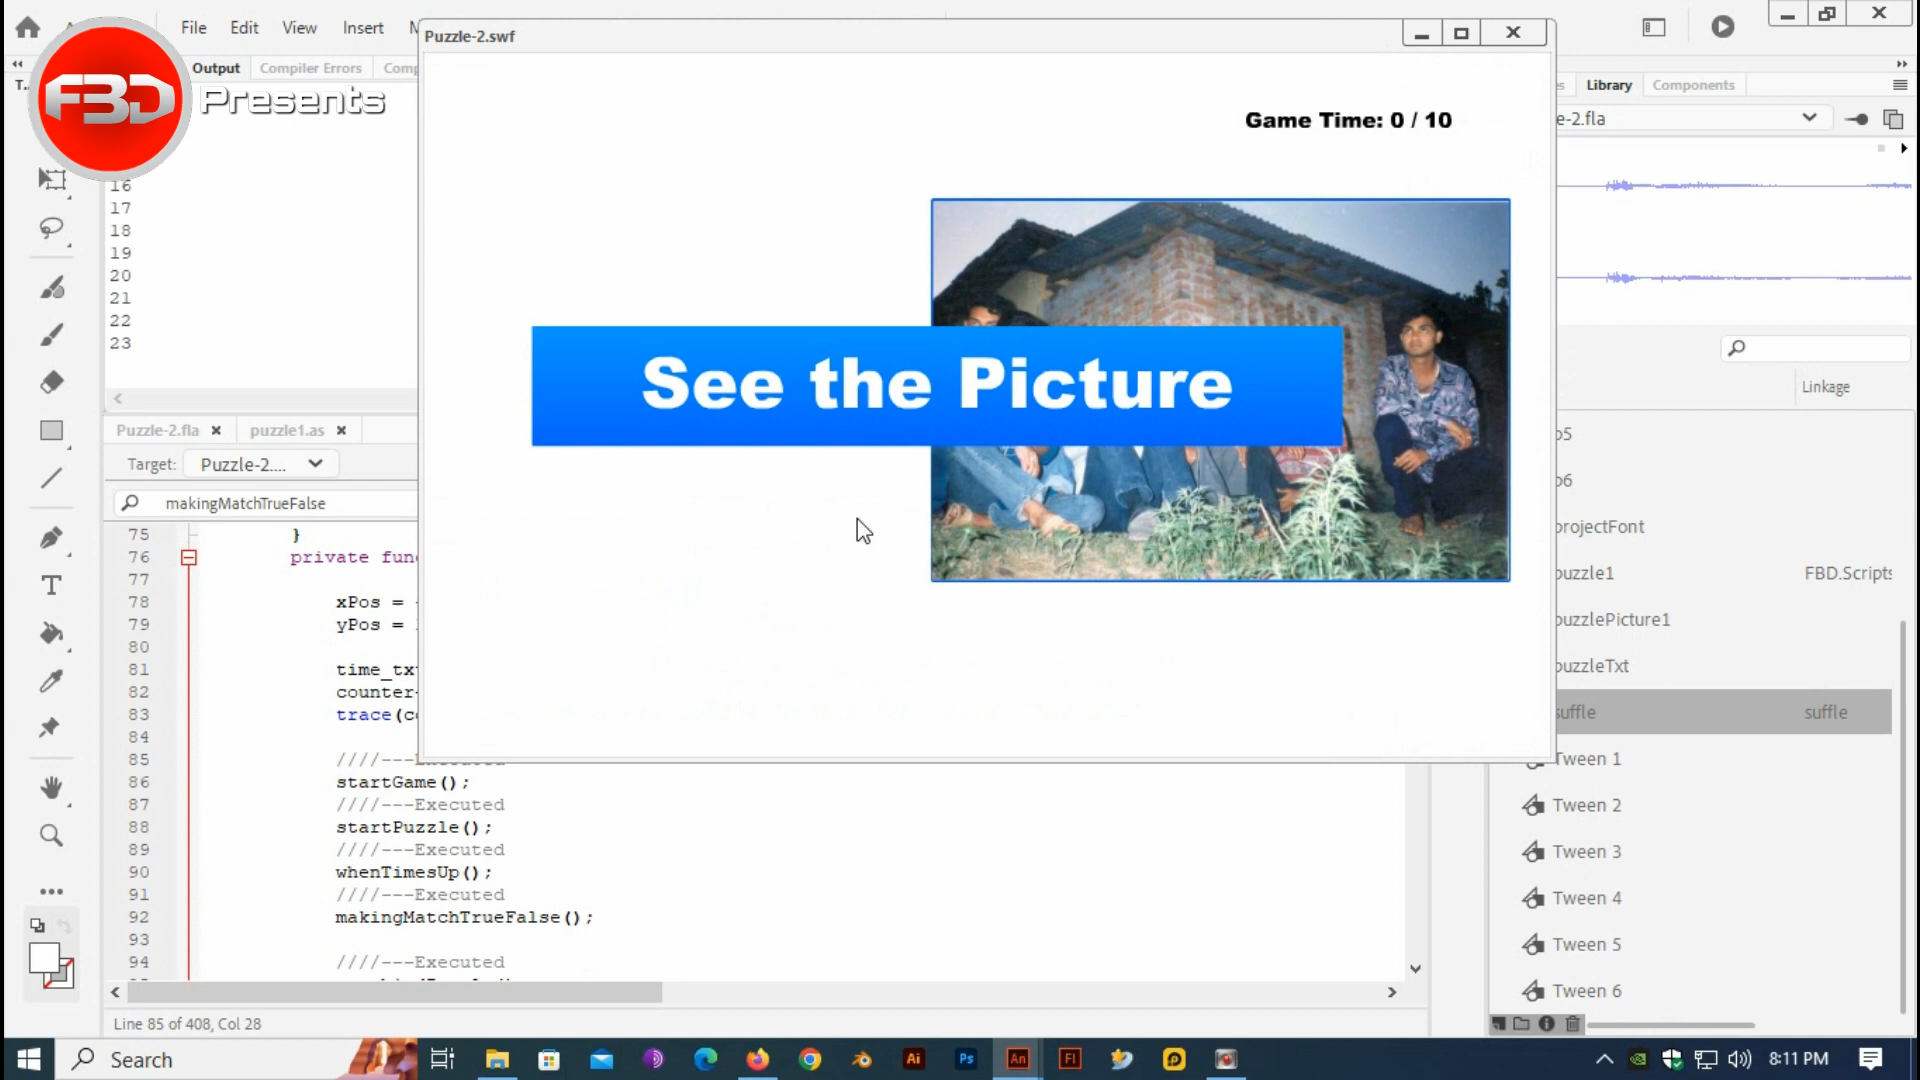 File Edit View Insert
Puzzle-2.swf
FBD Presents
Output Compiler Errors
Library Components
e-2.fla
Game Time: 0 / 10
16
17
18
19
20
21
22
23
See the Picture
Linkage
Puzzle-2.fla puzzle1.as
Target: Puzzle-2....
makingMatchTrueFalse
75 }
76 private
77
78 xPos =
79 yPos =
80
81
82 counter
83 trace(
84
85 ////---Executed
86 startGame();
87 ////---Executed
88 startPuzzle();
89 ////---Executed
90 whenTimesUp();
91 ////---Executed
92 makingMatchTrueFalse();
93
94 ////---Executed
projectFont
puzzle1 FBD.Scripts
puzzlePicture1
puzzleTxt
suffle suffle
Tween 1
Tween 2
Tween 3
Tween 4
Tween 5
Tween 6
Line 85 of 408, Col 28
Search
Ai Ps An Fl
8:11 PM